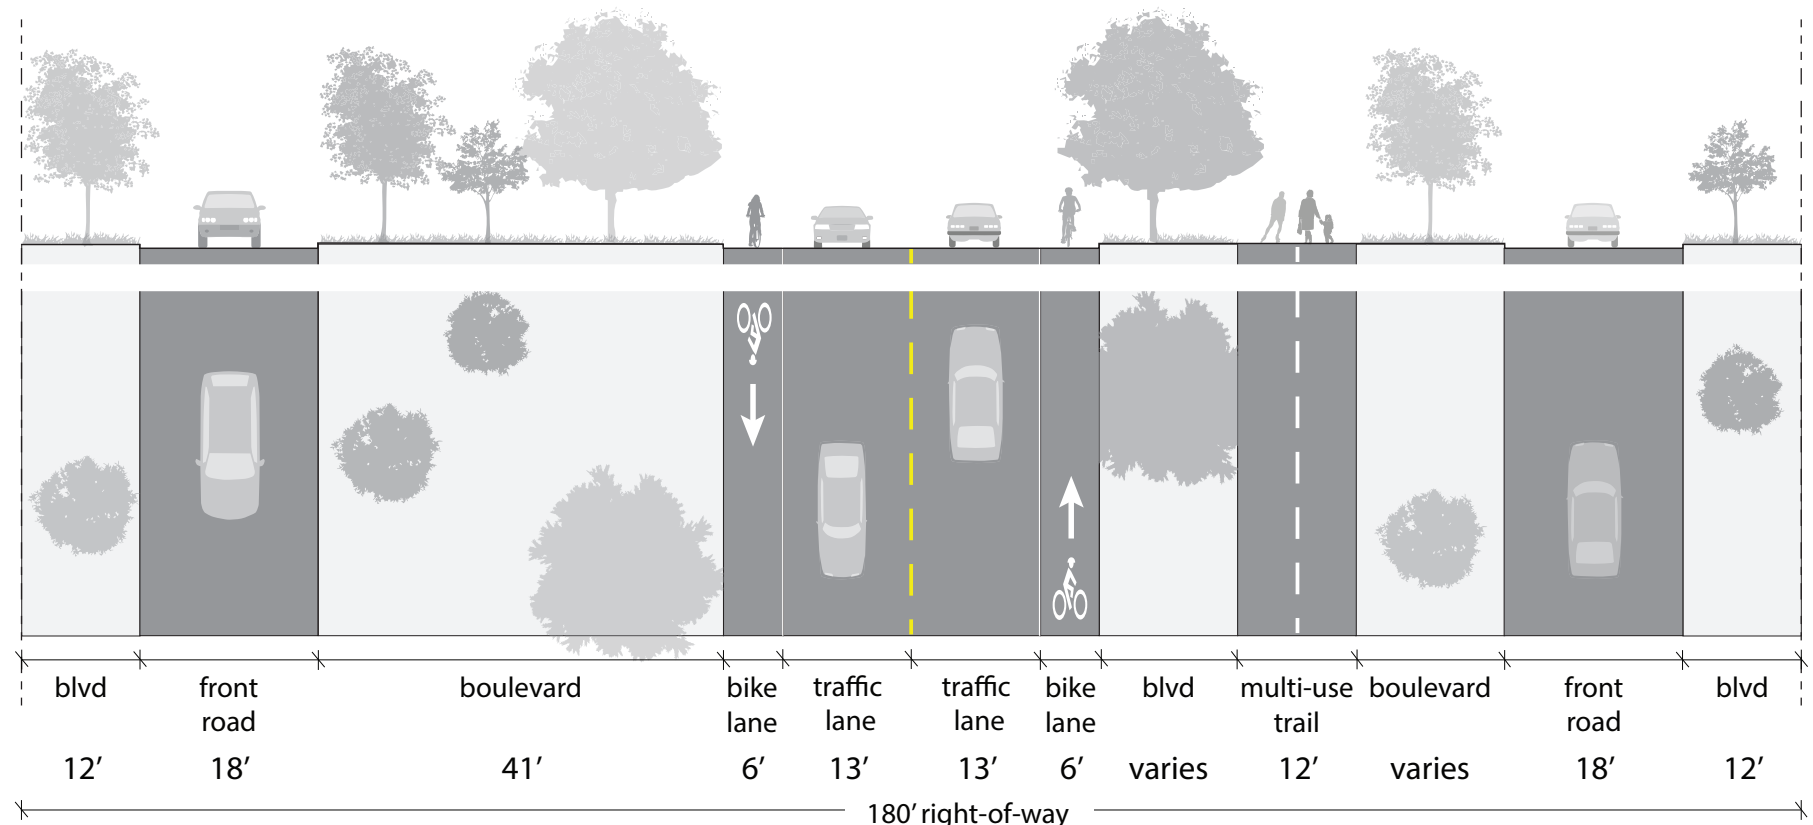 blvd
front
road
boulevard
bike
lane
traffic
lane
traffic
lane
bike
lane
blvd
multi-use
trail
boulevard
front
road
blvd
12’
18’
41’
6’
13’
13’
6’
varies
12’
varies
18’
12’
180’ right-of-way